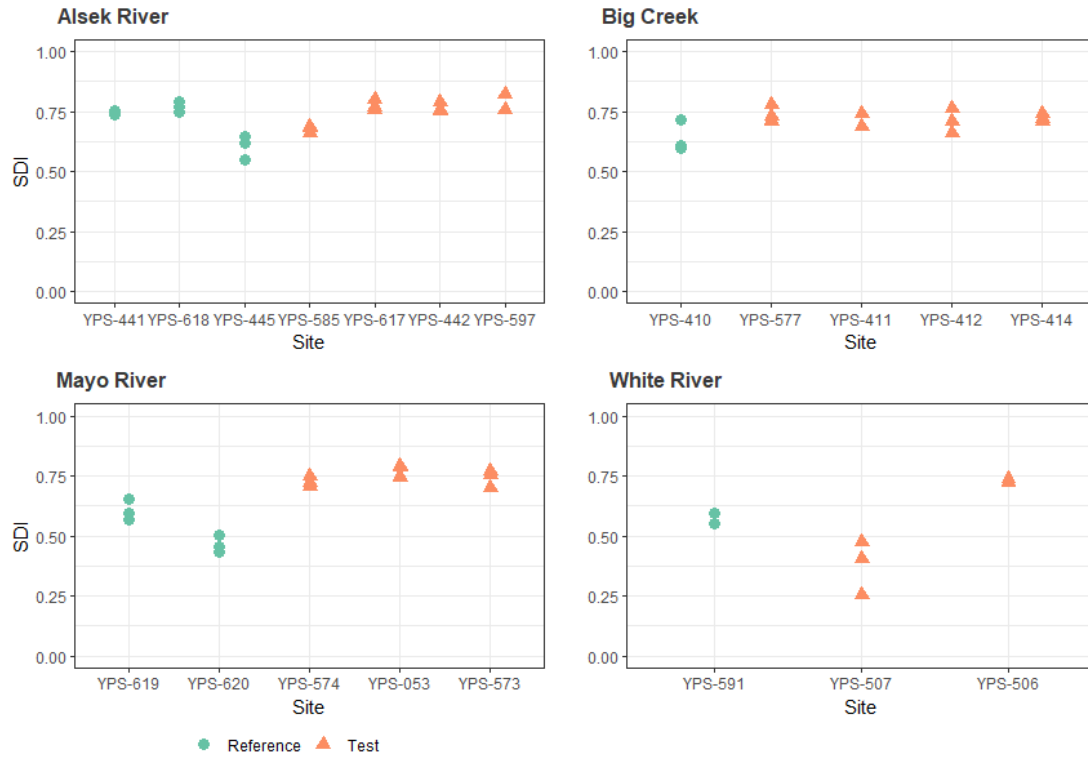 Alsek River
1.00
0.75
0.50
0.25
0.00
SDI
YPS-441 YPS-618 YPS-445 YPS-585 YPS-617 YPS-442 YPS-597
Site
Big Creek
1.00
0.75
0.50
0.25
0.00
YPS-410 YPS-577 YPS-411 YPS-412 YPS-414
Site
Mayo River
1.00
0.75
0.50
0.25
0.00
SDI
YPS-619 YPS-620 YPS-574 YPS-053 YPS-573
Site
White River
1.00
0.75
0.50
0.25
0.00
YPS-591 YPS-507 YPS-506
Site
Reference Test